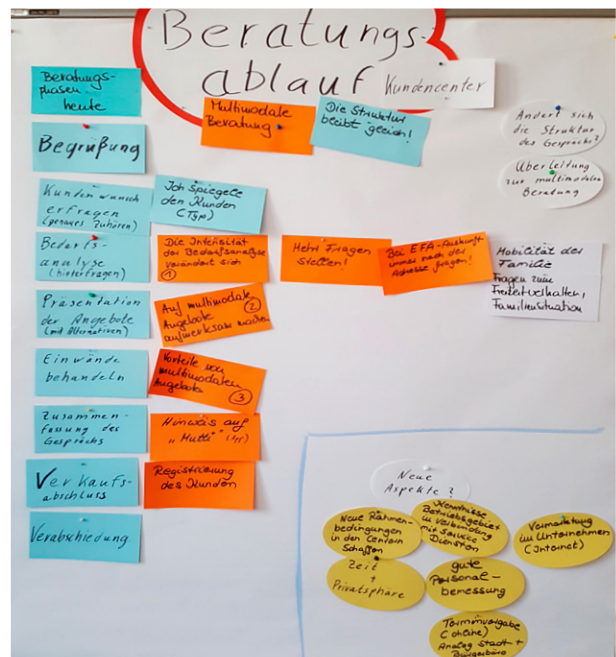 Beratungs-
ablauf Kundencenter
Beratungs-
phasen
heute
Multimodale
Beratung
Die Struktur
bleibt gleich!
Ändert sich
die Struktur
des Gesprächs?
Überleitung
zur multimodalen
Beratung
Begrüßung
Kundenwunsch
erfragen
(genaues Zuhören)
Ich spiegele
den Kunden
(Typ)
Bedarfs-
analyse
(hinterfragen)
Die Intensität
der Bedarfsanalyse
verändert sich
1
Mehr Fragen
stellen!
Bei EFA-Auskunft
immer nach der
Adresse fragen!
Mobilität der
Familie
Fragen zum
Freizeitverhalten,
Familiensituation
Präsentation
der Angebote
(mit Alternativen)
Auf multimodale
Angebote
aufmerksam machen
2
Einwände
behandeln
Vorteile von
multimodalen
Angeboten
3
Zusammen-
fassung des
Gesprächs
Hinweis auf
"Mutti"
Verkaufs-
abschluss
Registrierung
des Kunden
Verabschiedung
Neue
Aspekte?
Neue Rahmen-
bedingungen
in den Centern
schaffen
Kenntnisse
Betriebsgebiet
in Verbindung
mit
Diensten
Vermarktung
im Unternehmen
(Internet)
Zeit
+
Privatsphäre
gute
Personal-
bemessung
Terminvorgabe
(online)
Analog Stadt +
Bürgerbüro